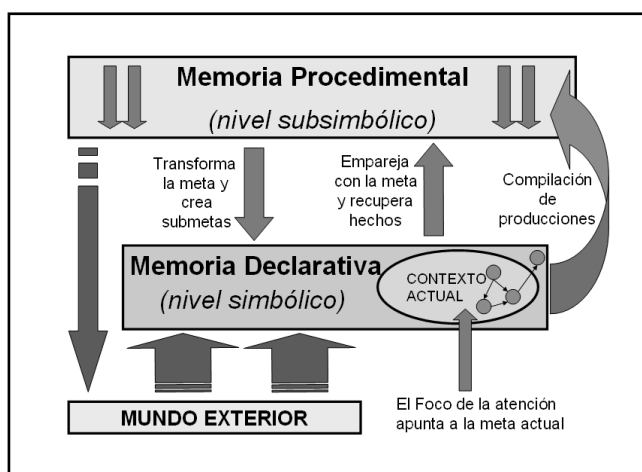 Memoria Procedimental
(nivel subsimbólico)
Transforma
la meta y
crea
submetas
Empareja
con la meta
y recupera
hechos
Compilación
de
producciones
Memoria Declarativa
(nivel simbólico)
CONTEXTO
ACTUAL
MUNDO EXTERIOR
El Foco de la atención
apunta a la meta actual